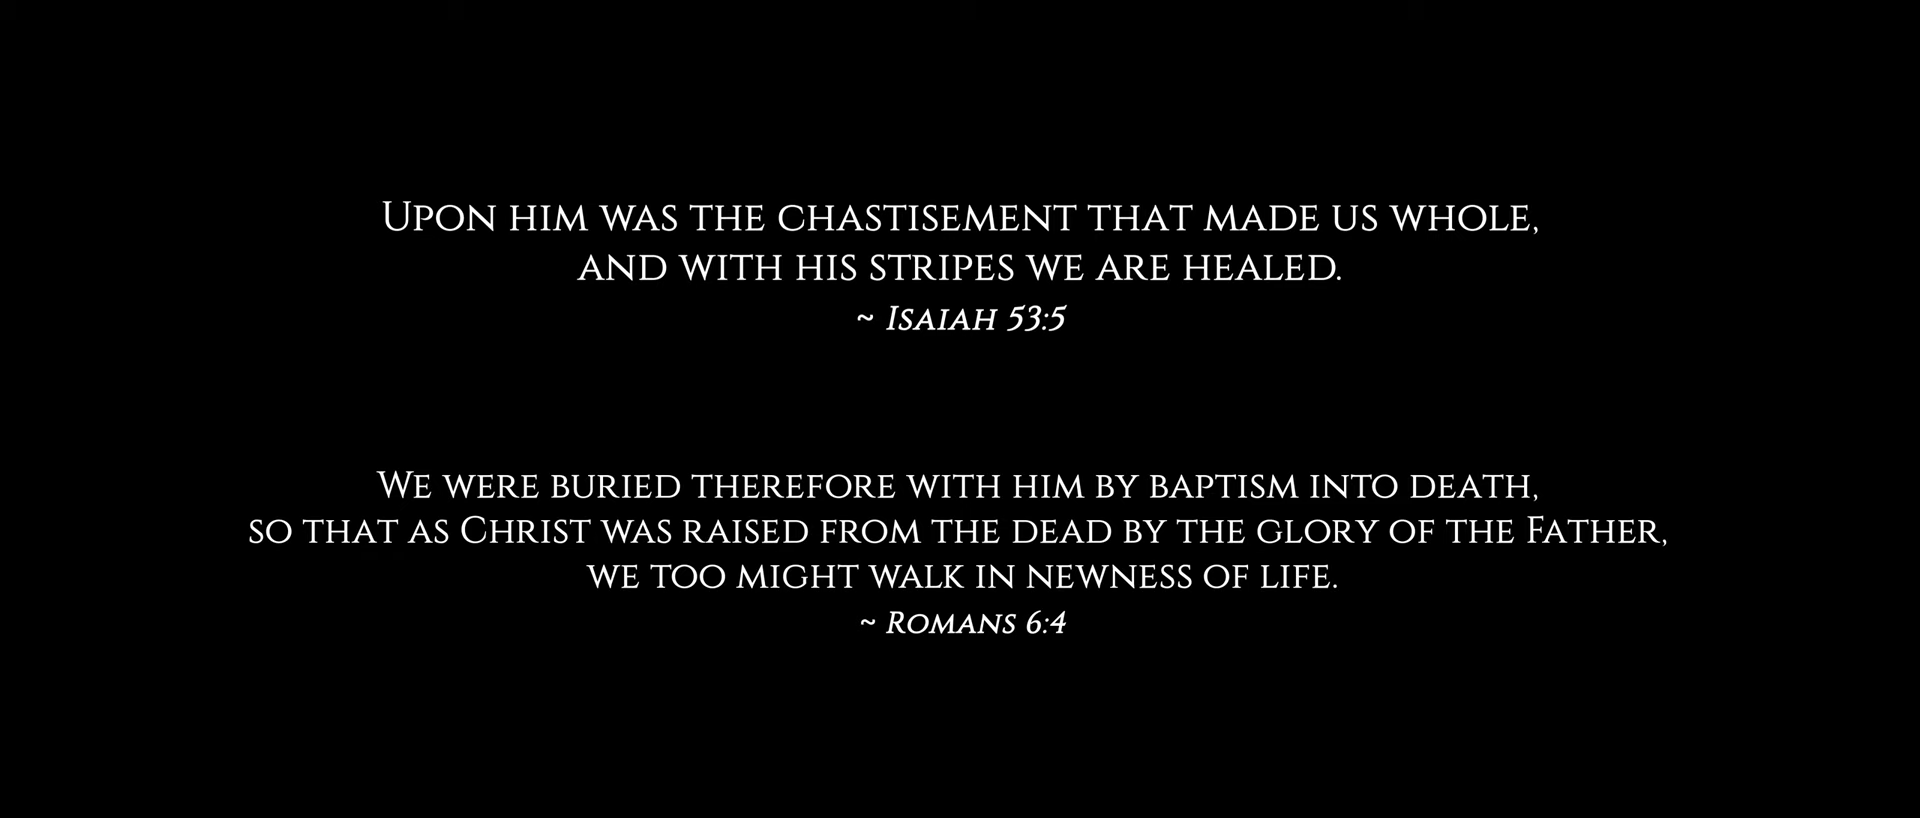 Upon him was the chastisement that made us whole,
and with his stripes we are healed.
~ Isaiah 53:5
We were buried therefore with him by baptism into death,
so that as Christ was raised from the dead by the glory of the Father,
we too might walk in newness of life.
~ Romans 6:4